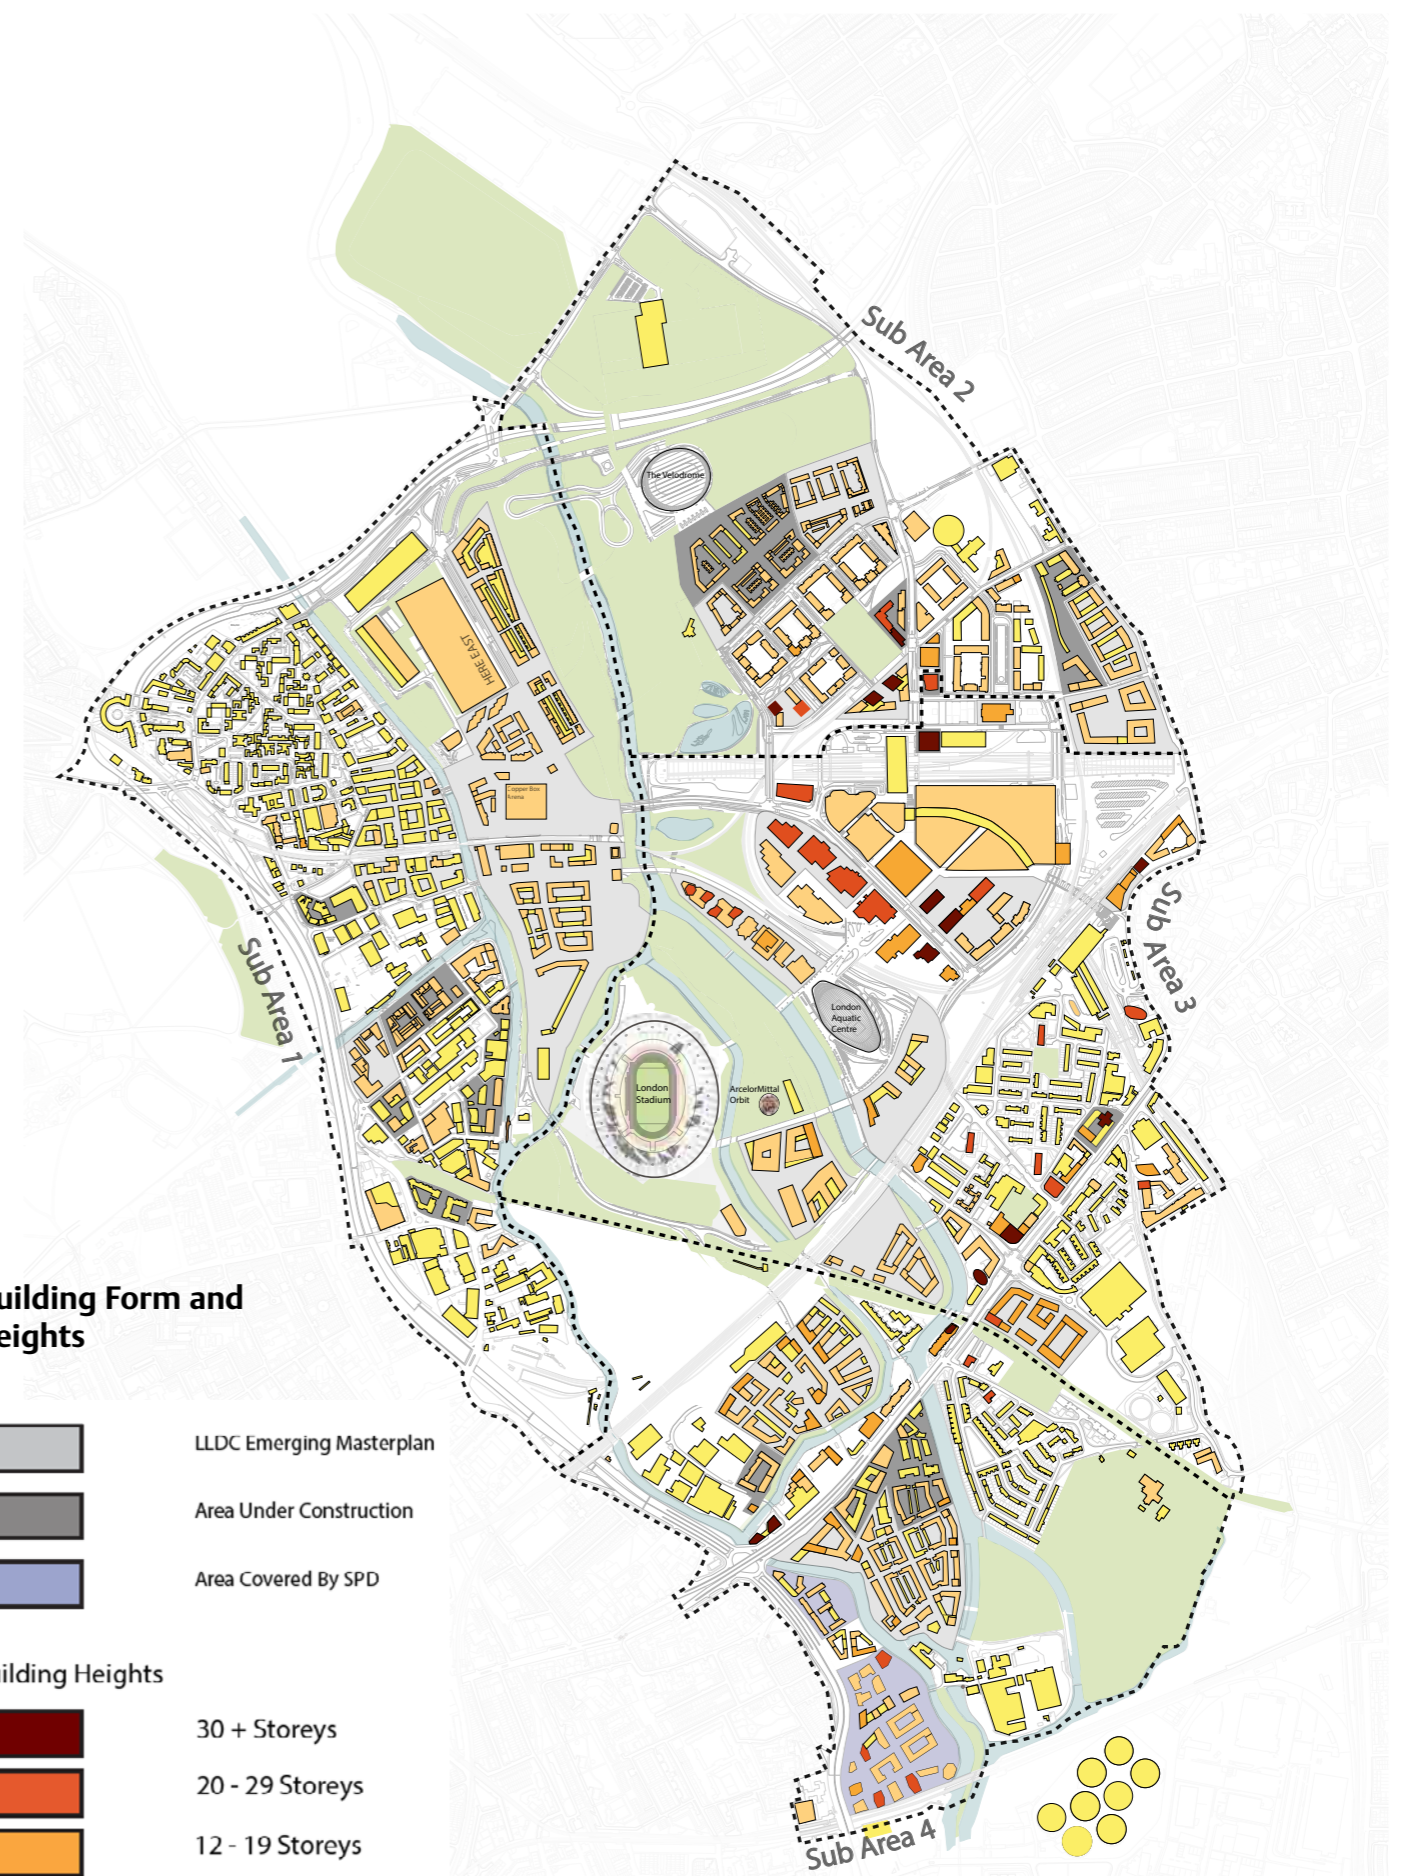 Sub Area 2
The Velodrome
HERE EAST
Copper Box
Arena
Sub Area 3
Sub Area 1
London
Aquatic
Centre
London
Stadium
ArcelorMittal
Orbit
uilding Form and
eights
LLDC Emerging Masterplan
Area Under Construction
Area Covered By SPD
ilding Heights
30 + Storeys
20 - 29 Storeys
12 - 19 Storeys
Sub Area 4